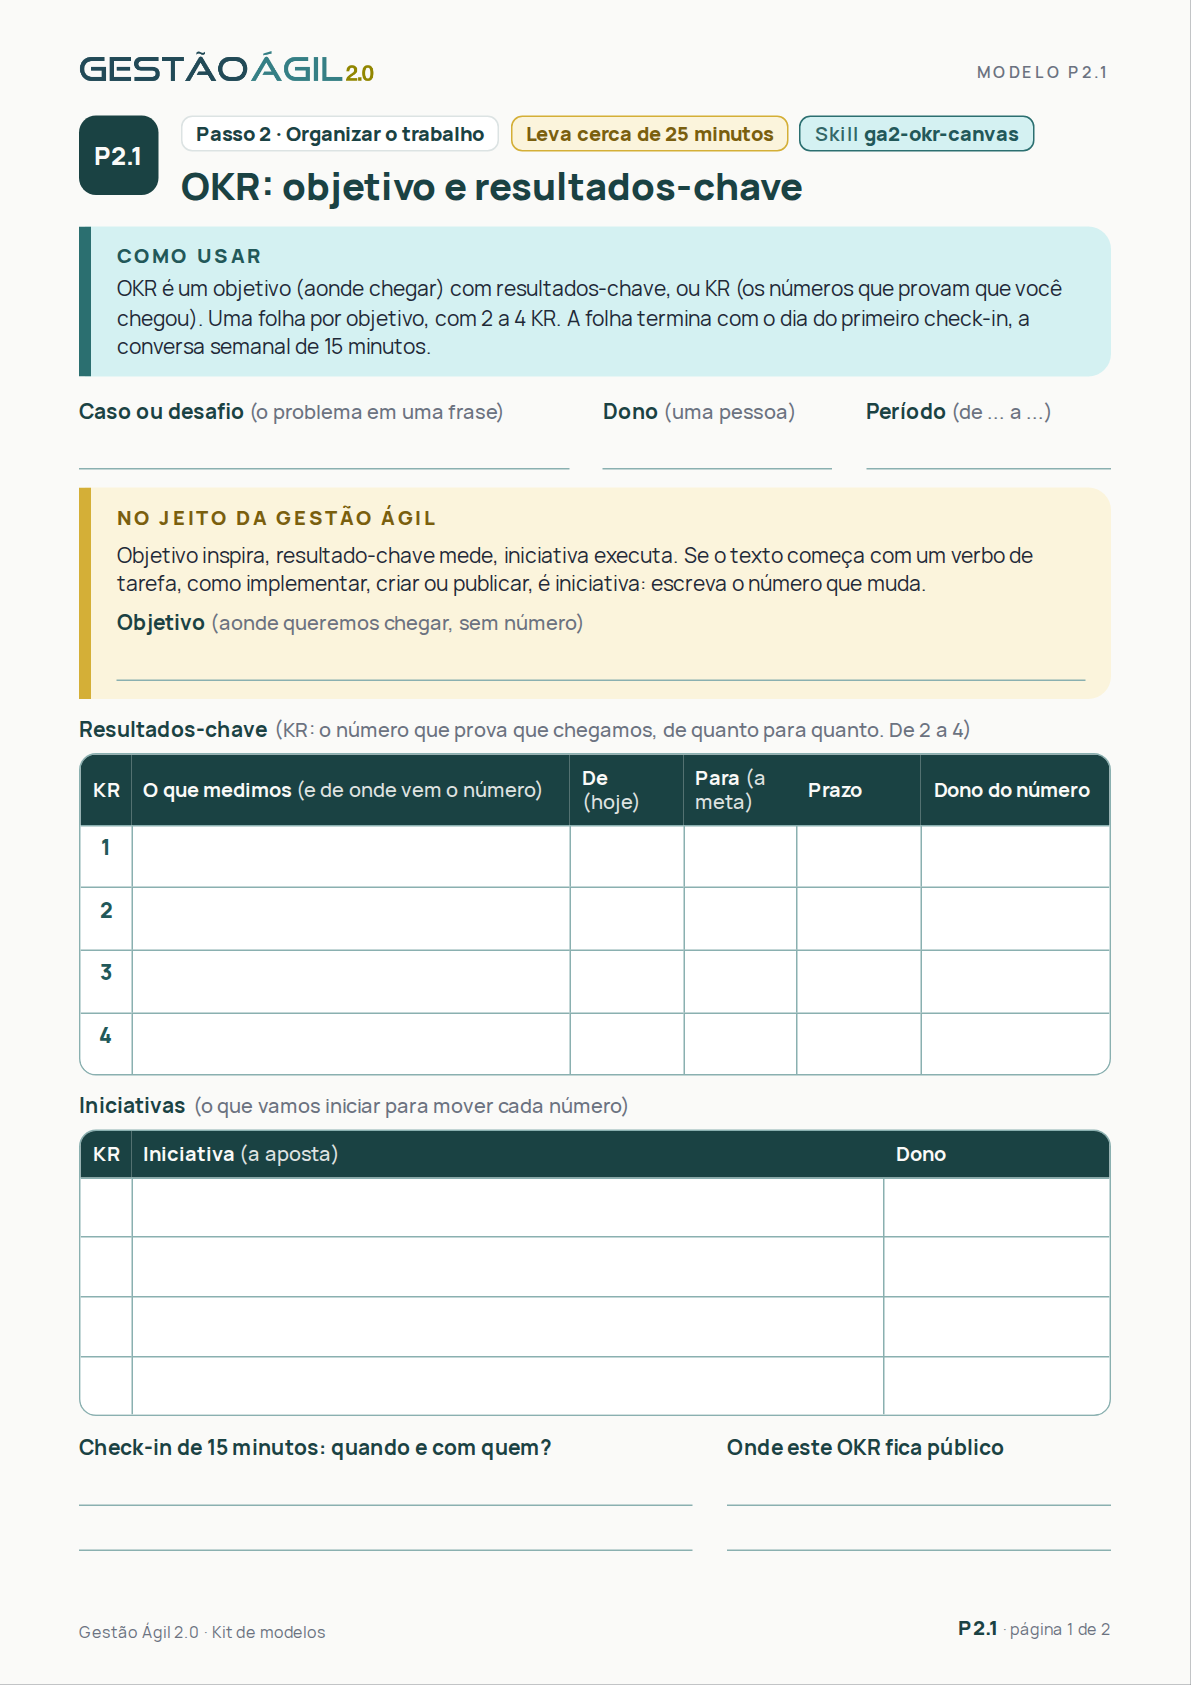 GESTÃOÁGIL2.0
MODELO P2.1
P2.1
Passo 2 · Organizar o trabalho
Leva cerca de 25 minutos
Skill ga2-okr-canvas
OKR: objetivo e resultados-chave
COMO USAR
OKR é um objetivo (aonde chegar) com resultados-chave, ou KR (os números que provam que você
chegou). Uma folha por objetivo, com 2 a 4 KR. A folha termina com o dia do primeiro check-in, a
conversa semanal de 15 minutos.
Caso ou desafio (o problema em uma frase)
Dono (uma pessoa)
Período (de ... a ...)
NO JEITO DA GESTÃO ÁGIL
Objetivo inspira, resultado-chave mede, iniciativa executa. Se o texto começa com um verbo de
tarefa, como implementar, criar ou publicar, é iniciativa: escreva o número que muda.
Objetivo (aonde queremos chegar, sem número)
Resultados-chave (KR: o número que prova que chegamos, de quanto para quanto. De 2 a 4)
KR
O que medimos (e de onde vem o número)
De
(hoje)
Para (a
meta)
Prazo
Dono do número
1
2
3
4
Iniciativas (o que vamos iniciar para mover cada número)
KR
Iniciativa (a aposta)
Dono
Check-in de 15 minutos: quando e com quem?
Onde este OKR fica público
Gestão Ágil 2.0 · Kit de modelos
P2.1 · página 1 de 2